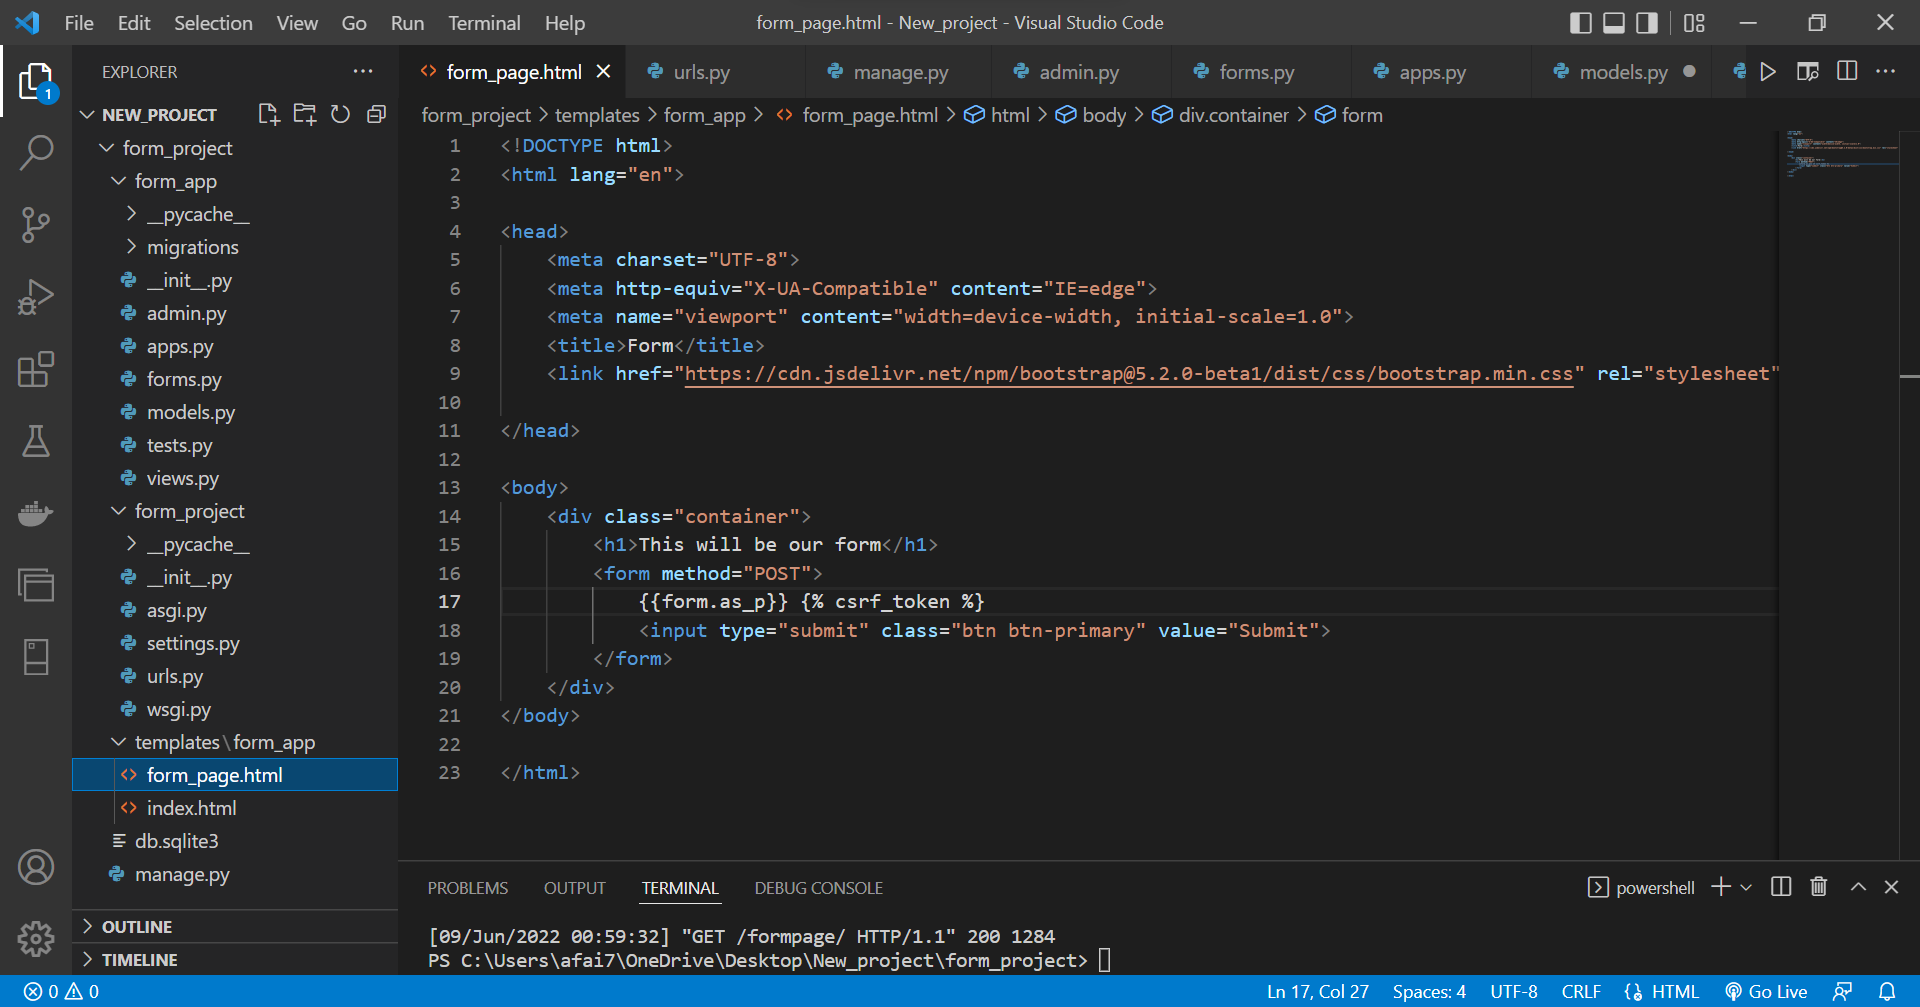 File Edit Selection View Go Run Terminal Help
form_page.html - New_project - Visual Studio Code
1
EXPLORER
NEW_PROJECT
form_project
form_app
__pycache__
migrations
__init__.py
admin.py
apps.py
forms.py
models.py
tests.py
views.py
form_project
__pycache__
__init__.py
asgi.py
settings.py
urls.py
wsgi.py
templates\form_app
form_page.html
index.html
db.sqlite3
manage.py
OUTLINE
TIMELINE
form_page.html urls.py manage.py admin.py forms.py apps.py models.py
form_project > templates > form_app > form_page.html > html > body > div.container > form
1 <!DOCTYPE html>
2 <html lang="en">
3
4 <head>
5 <meta charset="UTF-8">
6 <meta http-equiv="X-UA-Compatible" content="IE=edge">
7 <meta name="viewport" content="width=device-width, initial-scale=1.0">
8 <title>Form</title>
9 <link href="https://cdn.jsdelivr.net/npm/bootstrap@5.2.0-beta1/dist/css/bootstrap.min.css" rel="stylesheet"
10
11 </head>
12
13 <body>
14 <div class="container">
15 <h1>This will be our form</h1>
16 <form method="POST">
17 {{form.as_p}} {% csrf_token %}
18 <input type="submit" class="btn btn-primary" value="Submit">
19 </form>
20 </div>
21 </body>
22
23 </html>
PROBLEMS OUTPUT TERMINAL DEBUG CONSOLE
powershell
[09/Jun/2022 00:59:32] "GET /formpage/ HTTP/1.1" 200 1284
PS C:\Users\afai7\OneDrive\Desktop\New_project\form_project>
0 0
Ln 17, Col 27 Spaces: 4 UTF-8 CRLF HTML Go Live